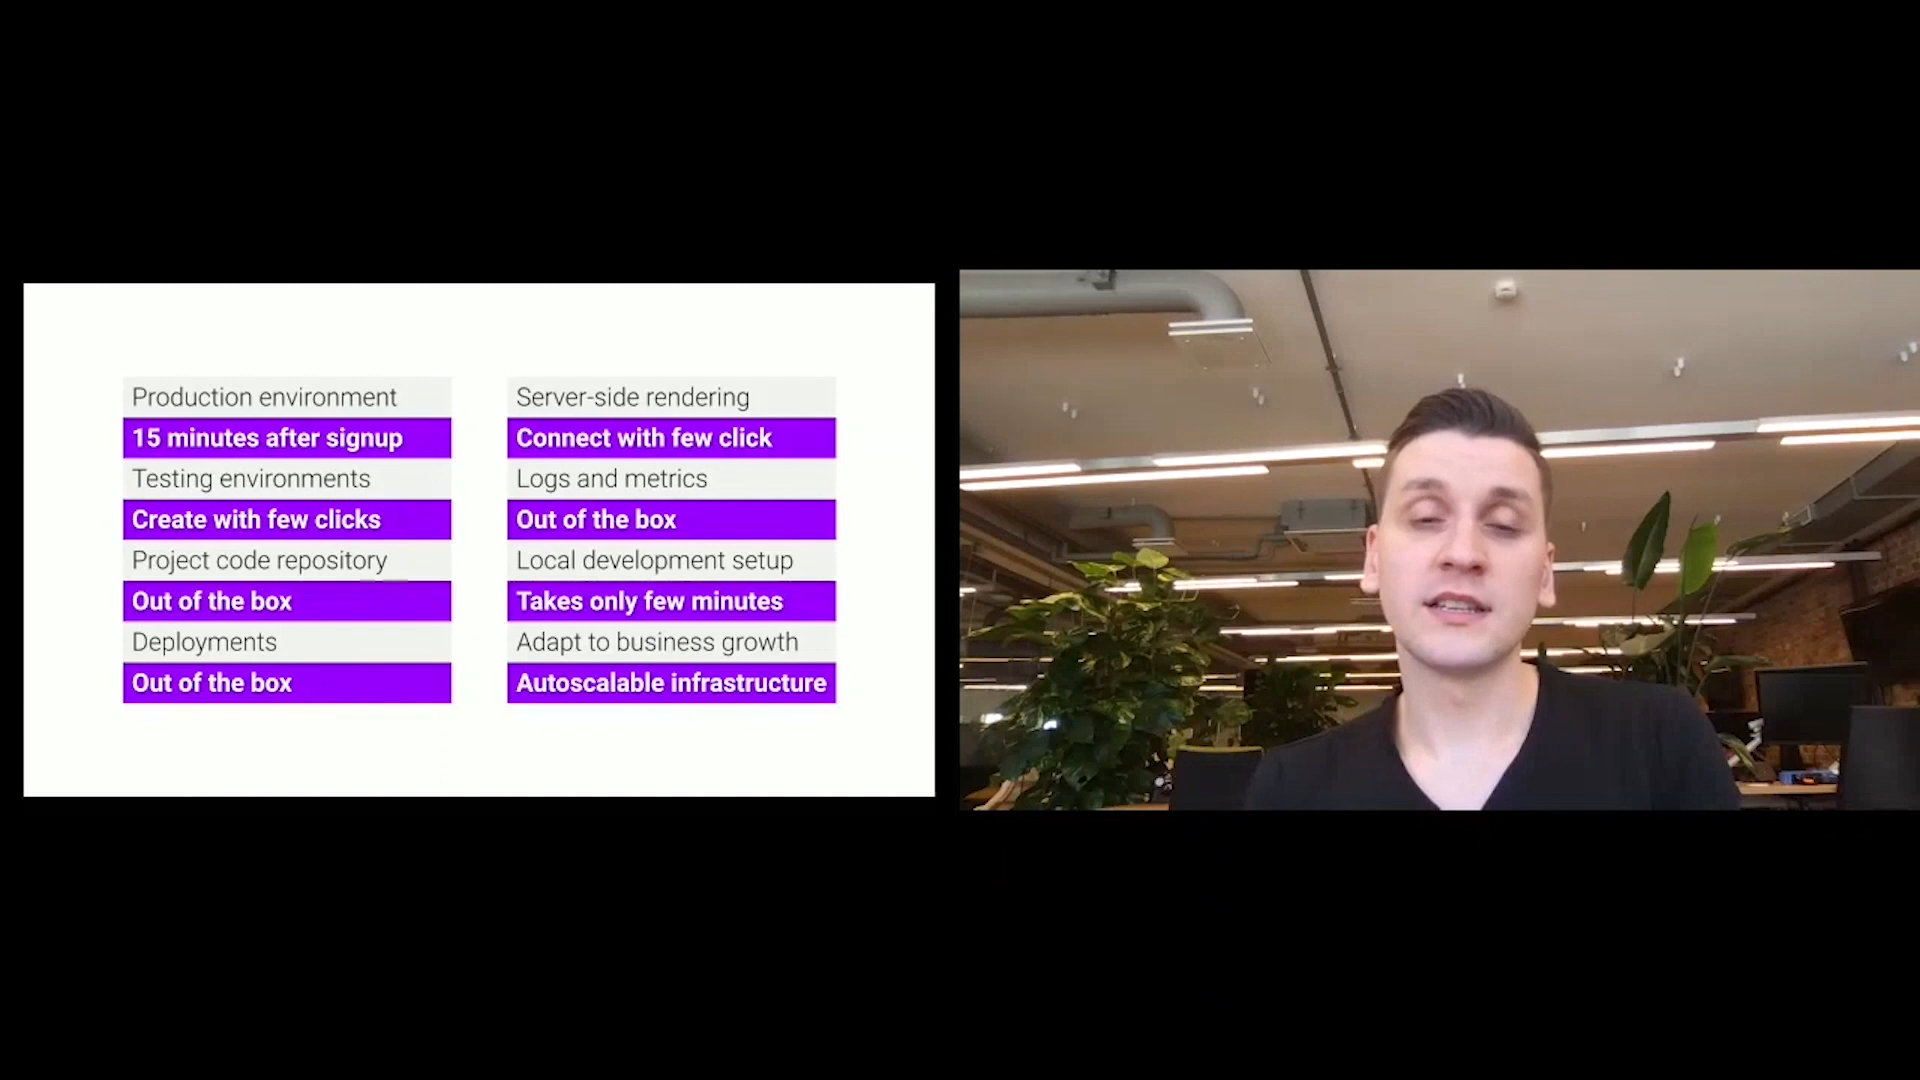 Production environment
15 minutes after signup
Testing environments
Create with few clicks
Project code repository
Out of the box
Deployments
Out of the box
Server-side rendering
Connect with few click
Logs and metrics
Out of the box
Local development setup
Takes only few minutes
Adapt to business growth
Autoscalable infrastructure